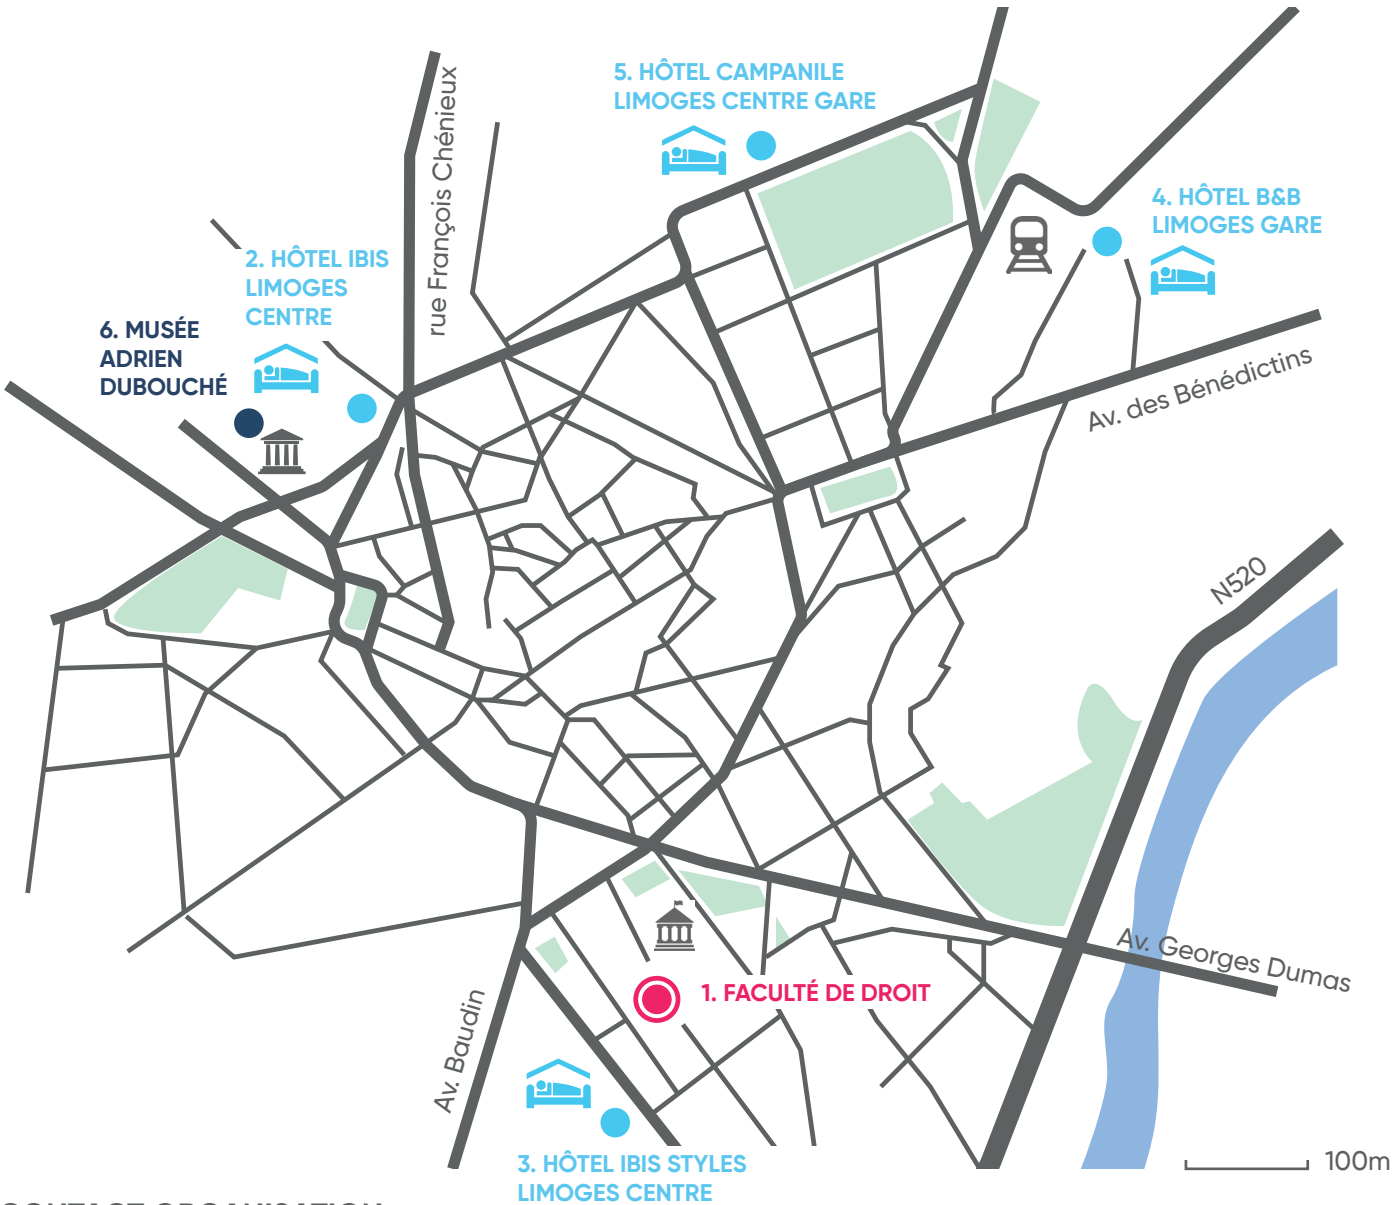 5. HÔTEL CAMPANILE
LIMOGES CENTRE GARE
rue François Chénieux
4. HÔTEL B&B
LIMOGES GARE
2. HÔTEL IBIS
LIMOGES
CENTRE
6. MUSÉE
ADRIEN
DUBOUCHÉ
Av. des Bénédictins
N520
Av. Georges Dumas
1. FACULTÉ DE DROIT
Av. Baudin
3. HÔTEL IBIS STYLES
LIMOGES CENTRE
100m
CONTACT ORGANISATION